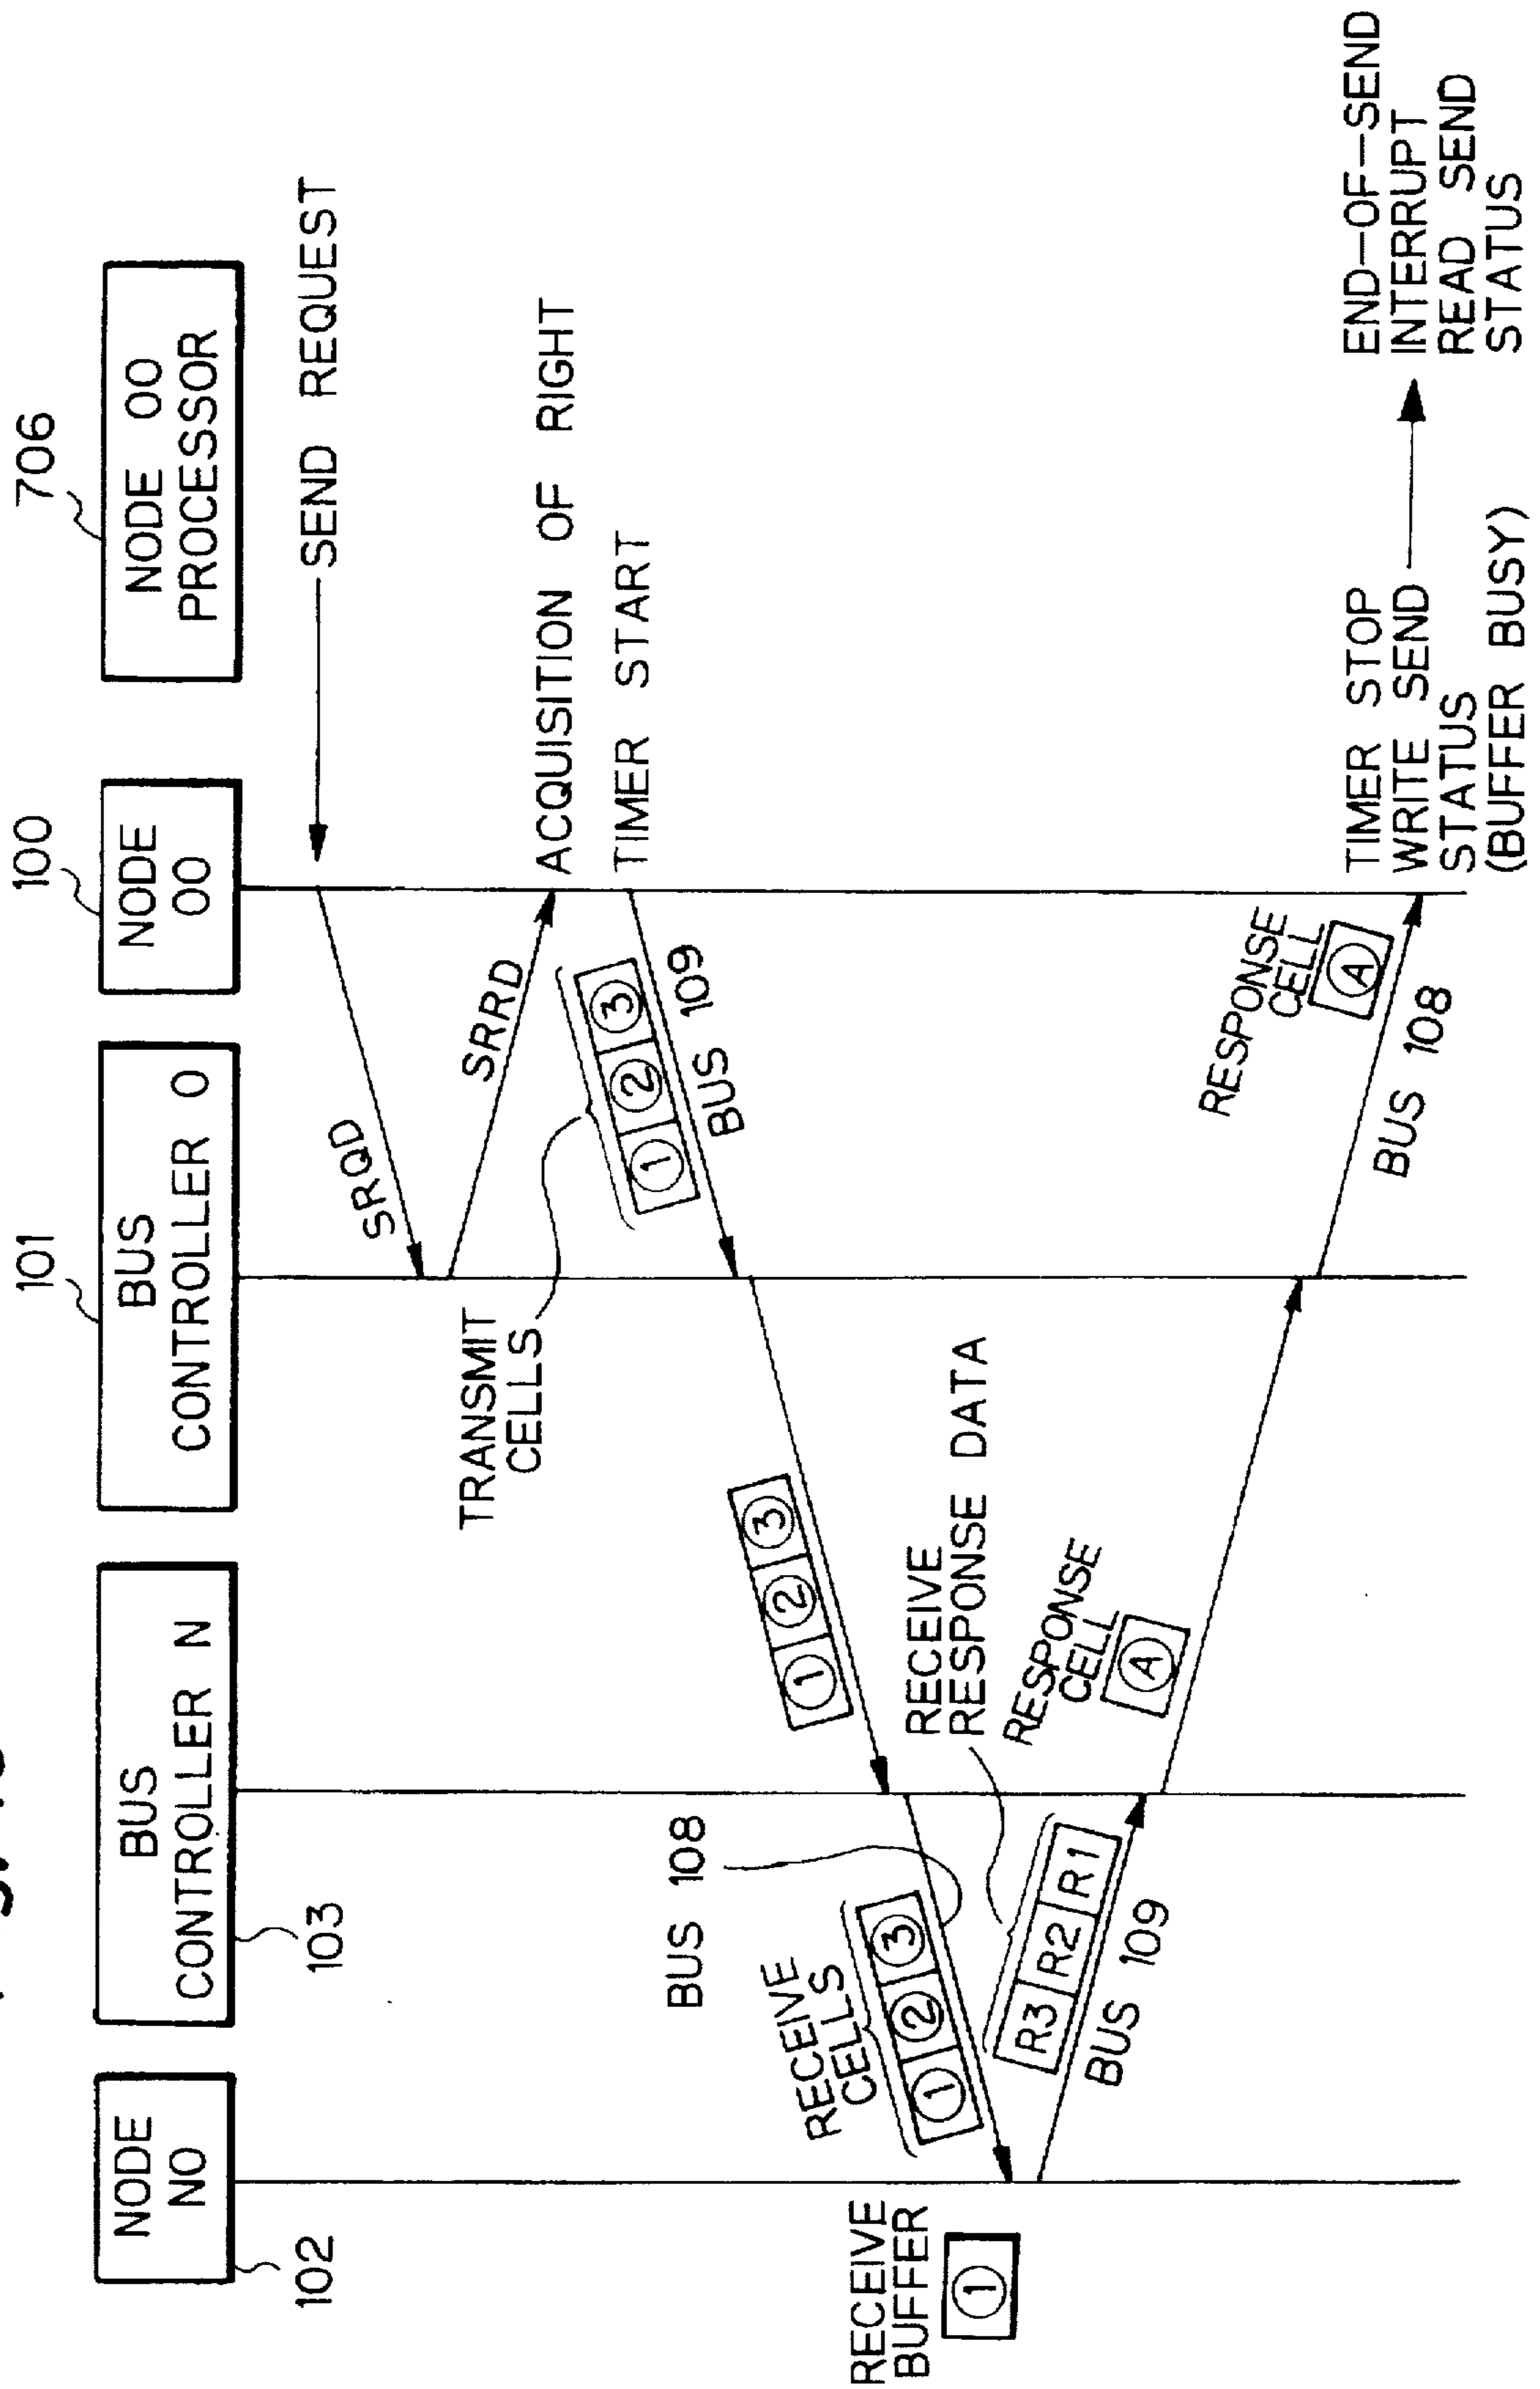 706
NODE 00
PROCESSOR
100
NODE
00
101
BUS
CONTROLLER 0
BUS
CONTROLLER N
103
NODE
N0
102
SEND REQUEST
SRQD
SRRD
ACQUISITION OF RIGHT
TIMER START
TRANSMIT
CELLS
1 2 3
BUS 109
1 2 3
BUS 108
RECEIVE
CELLS
1 2 3
RECEIVE
BUFFER
1
RECEIVE
RESPONSE DATA
R3 R2 R1
BUS 109
RESPONSE
CELL
A
RESPONSE
CELL
A
BUS 108
TIMER STOP
WRITE SEND
STATUS
(BUFFER BUSY)
END-OF-SEND
INTERRUPT
READ SEND
STATUS